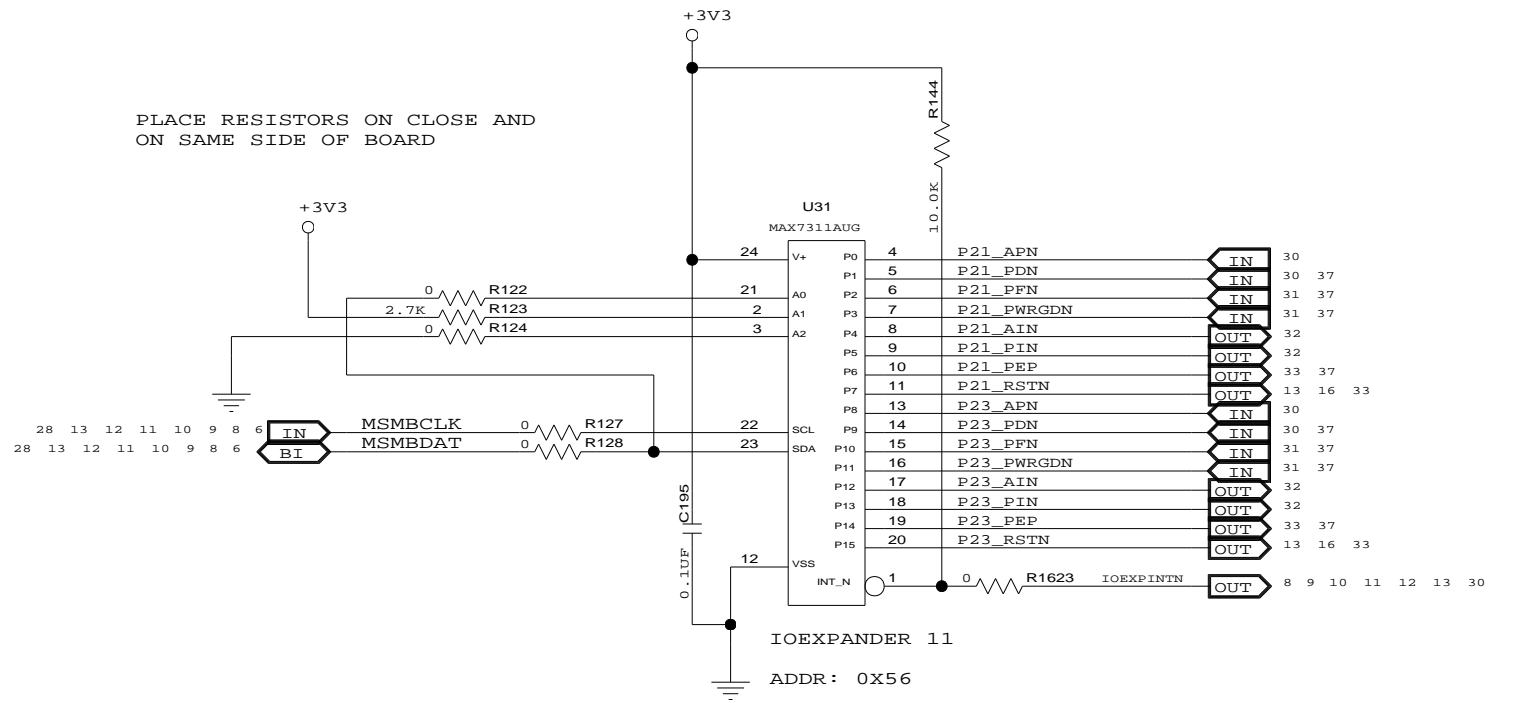 +3V3
PLACE RESISTORS ON CLOSE AND
ON SAME SIDE OF BOARD
R144
10.0K
+3V3
U31
MAX7311AUG
24 V+ P0 4 P21_APN IN 30
P1 5 P21_PDN IN 30 37
0 R122 21 A0 P2 6 P21_PFN IN 31 37
2.7K R123 2 A1 P3 7 P21_PWRGDN IN 31 37
0 R124 3 A2 P4 8 P21_AIN OUT 32
P5 9 P21_PIN OUT 32
P6 10 P21_PEP OUT 33 37
P7 11 P21_RSTN OUT 13 16 33
P8 13 P23_APN IN 30
28 13 12 11 10 9 8 6 IN MSMBCLK 0 R127 22 SCL P9 14 P23_PDN IN 30 37
28 13 12 11 10 9 8 6 BI MSMBDAT 0 R128 23 SDA P10 15 P23_PFN IN 31 37
P11 16 P23_PWRGDN IN 31 37
P12 17 P23_AIN OUT 32
P13 18 P23_PIN OUT 32
P14 19 P23_PEP OUT 33 37
P15 20 P23_RSTN OUT 13 16 33
C195
0.1UF
12 VSS
INT_N 1 0 R1623 IOEXPINTN OUT 8 9 10 11 12 13 30
IOEXPANDER 11
ADDR: 0X56